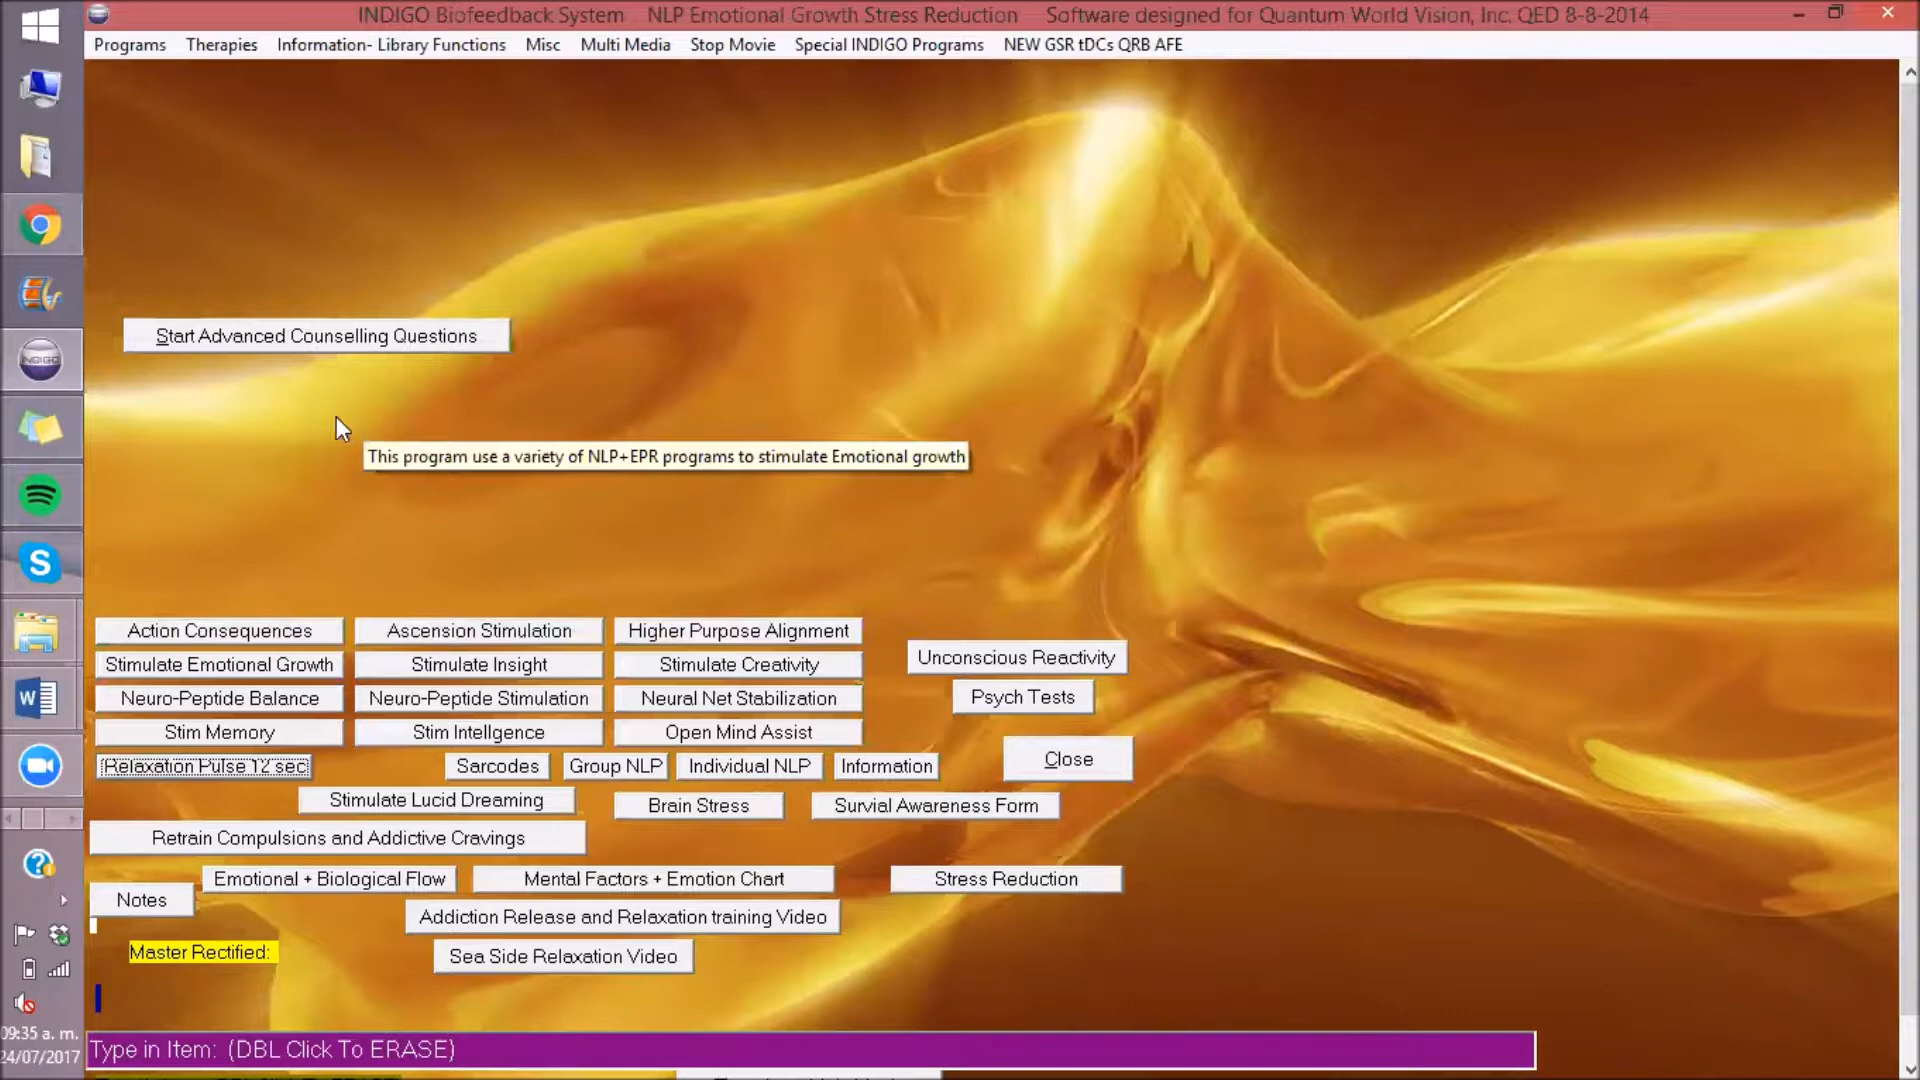 INDIGO Biofeedback System NLP Emotional Growth Stress Reduction Software designed for Quantum World Vision, Inc. QED 8-8-2014
Programs Therapies Information- Library Functions Misc Multi Media Stop Movie Special INDIGO Programs NEW GSR tDCs QRB AFE
Start Advanced Counselling Questions
This program use a variety of NLP+EPR programs to stimulate Emotional growth
Action Consequences Ascension Stimulation Higher Purpose Alignment
Unconscious Reactivity
Stimulate Emotional Growth Stimulate Insight Stimulate Creativity
Neuro-Peptide Balance Neuro-Peptide Stimulation Neural Net Stabilization Psych Tests
Stim Memory Stim Intellgence Open Mind Assist
Relaxation Pulse 12 sec Sarcodes Group NLP Individual NLP Information Close
Stimulate Lucid Dreaming Brain Stress Survial Awareness Form
Retrain Compulsions and Addictive Cravings
Emotional + Biological Flow Mental Factors + Emotion Chart Stress Reduction
Notes
Addiction Release and Relaxation training Video
Master Rectified: Sea Side Relaxation Video
INDIGO
S
W
09:35 a. m.
24/07/2017
Type in Item: (DBL Click To ERASE)